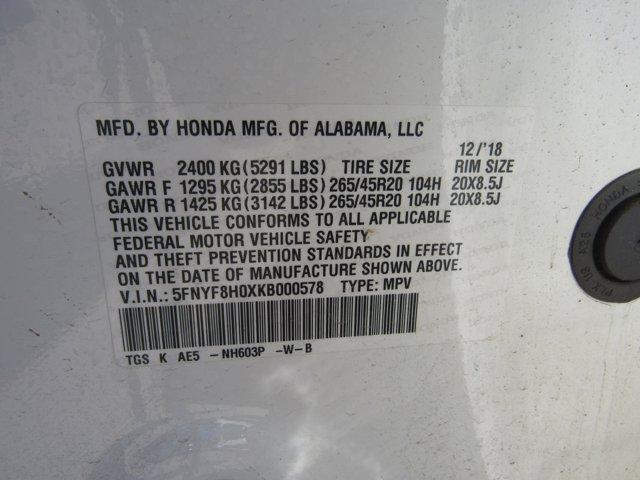 MFD. BY HONDA MFG. OF ALABAMA, LLC
12/'18
GVWR 2400 KG(5291 LBS) TIRE SIZE RIM SIZE
GAWR F 1295 KG(2855 LBS) 265/45R20 104H 20X8.5J
GAWR R 1425 KG(3142 LBS) 265/45R20 104H 20X8.5J
THIS VEHICLE CONFORMS TO ALL APPLICABLE
FEDERAL MOTOR VEHICLE SAFETY
AND THEFT PREVENTION STANDARDS IN EFFECT
ON THE DATE OF MANUFACTURE SHOWN ABOVE.
V.I.N.: 5FNYF8H0XKB000578 TYPE: MPV
TGS K AE5 -NH603P -W-B
HONDA